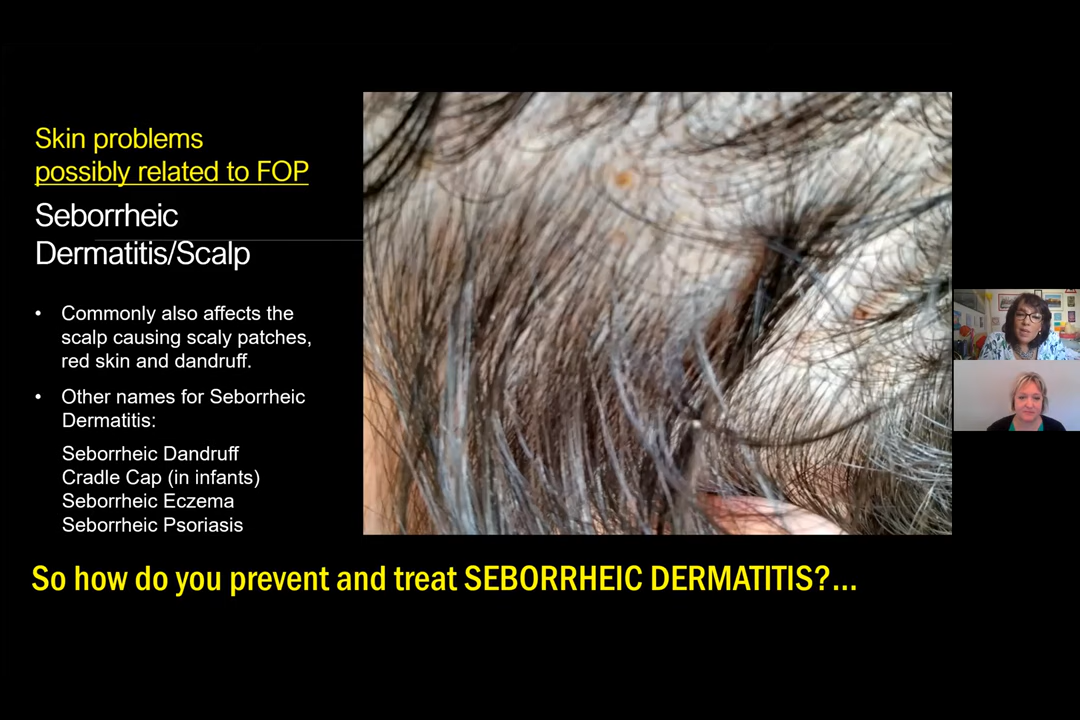 Skin problems
possibly related to FOP
Seborrheic
Dermatitis/Scalp
• Commonly also affects the
scalp causing scaly patches,
red skin and dandruff.
• Other names for Seborrheic
Dermatitis:
Seborrheic Dandruff
Cradle Cap (in infants)
Seborrheic Eczema
Seborrheic Psoriasis
So how do you prevent and treat SEBORRHEIC DERMATITIS?...